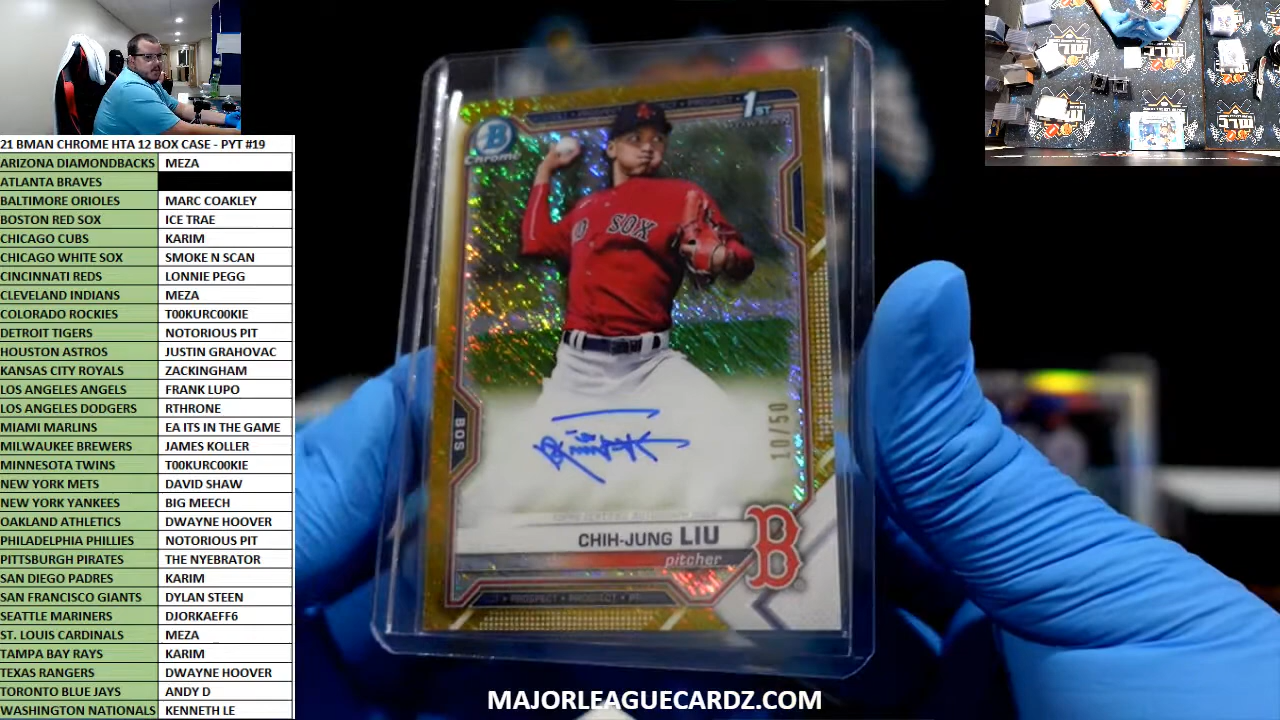 21 BMAN CHROME HTA 12 BOX CASE - PYT #19
ARIZONA DIAMONDBACKS MEZA
ATLANTA BRAVES
BALTIMORE ORIOLES MARC COAKLEY
BOSTON RED SOX ICE TRAE
CHICAGO CUBS KARIM
CHICAGO WHITE SOX SMOKE N SCAN
CINCINNATI REDS LONNIE PEGG
CLEVELAND INDIANS MEZA
COLORADO ROCKIES T00KURC00KIE
DETROIT TIGERS NOTORIOUS PIT
HOUSTON ASTROS JUSTIN GRAHOVAC
KANSAS CITY ROYALS ZACKINGHAM
LOS ANGELES ANGELS FRANK LUPO
LOS ANGELES DODGERS RTHRONE
MIAMI MARLINS EA ITS IN THE GAME
MILWAUKEE BREWERS JAMES KOLLER
MINNESOTA TWINS T00KURC00KIE
NEW YORK METS DAVID SHAW
NEW YORK YANKEES BIG MEECH
OAKLAND ATHLETICS DWAYNE HOOVER
PHILADELPHIA PHILLIES NOTORIOUS PIT
PITTSBURGH PIRATES THE NYEBRATOR
SAN DIEGO PADRES KARIM
SAN FRANCISCO GIANTS DYLAN STEEN
SEATTLE MARINERS DJORKAEFF6
ST. LOUIS CARDINALS MEZA
TAMPA BAY RAYS KARIM
TEXAS RANGERS DWAYNE HOOVER
TORONTO BLUE JAYS ANDY D
WASHINGTON NATIONALS KENNETH LE
PROSPECT
1ST
B
Chrome
O SOX
BOS
10/50
CHIH-JUNG LIU
pitcher
B
PROSPECT • PROSPECT
MAJORLEAGUECARDZ.COM
MLC